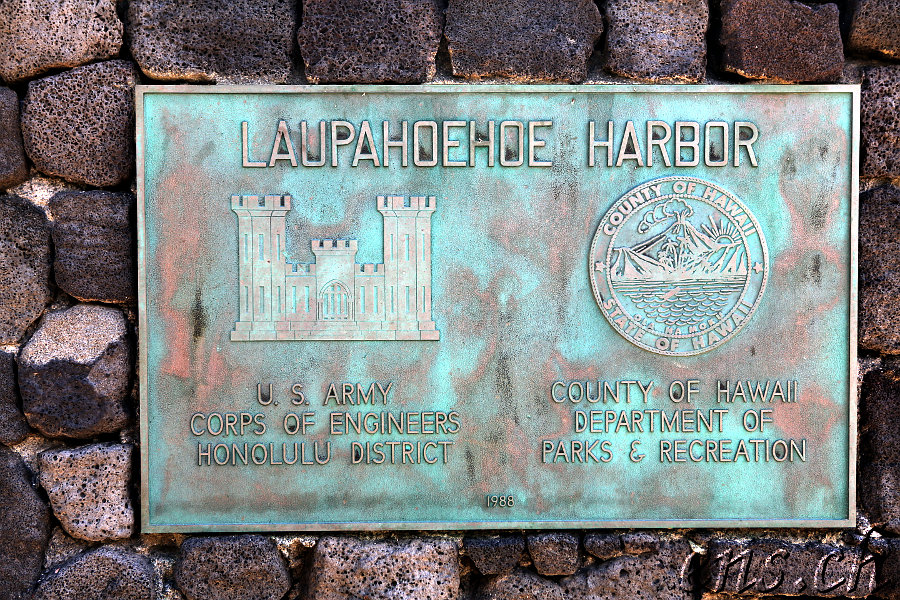 LAUPAHOEHOE HARBOR
COUNTY OF HAWAII
STATE OF HAWAII
U. S. ARMY
CORPS OF ENGINEERS
HONOLULU DISTRICT
COUNTY OF HAWAII
DEPARTMENT OF
PARKS & RECREATION
1988
cns.ch